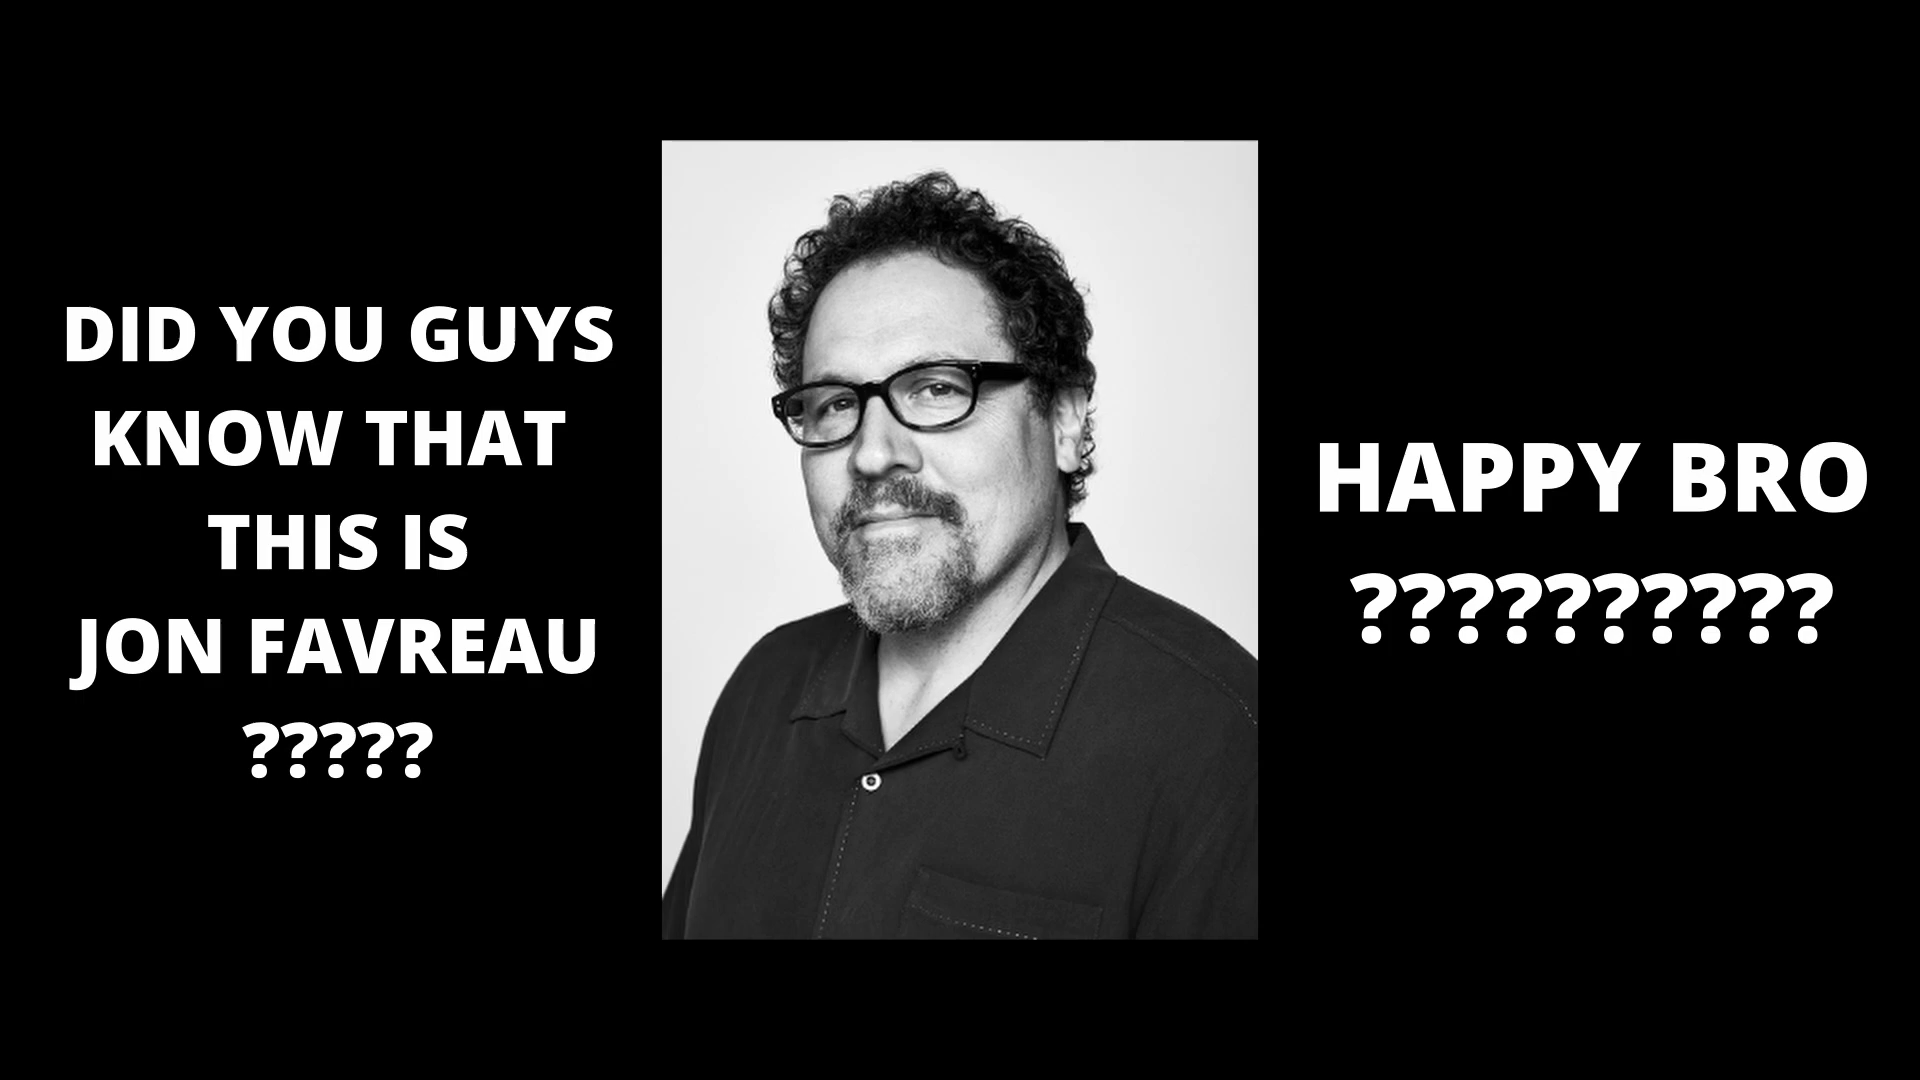 DID YOU GUYS
KNOW THAT
THIS IS
JON FAVREAU
?????
HAPPY BRO
??????????